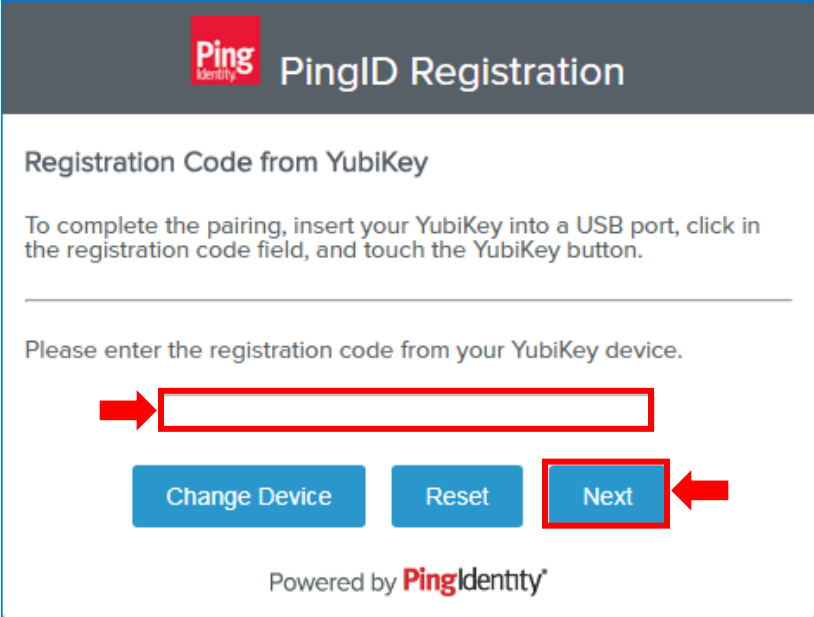 Ping
Identity
PingID Registration
Registration Code from YubiKey
To complete the pairing, insert your YubiKey into a USB port, click in
the registration code field, and touch the YubiKey button.
Please enter the registration code from your YubiKey device.
Change Device Reset Next
Powered by PingIdentity